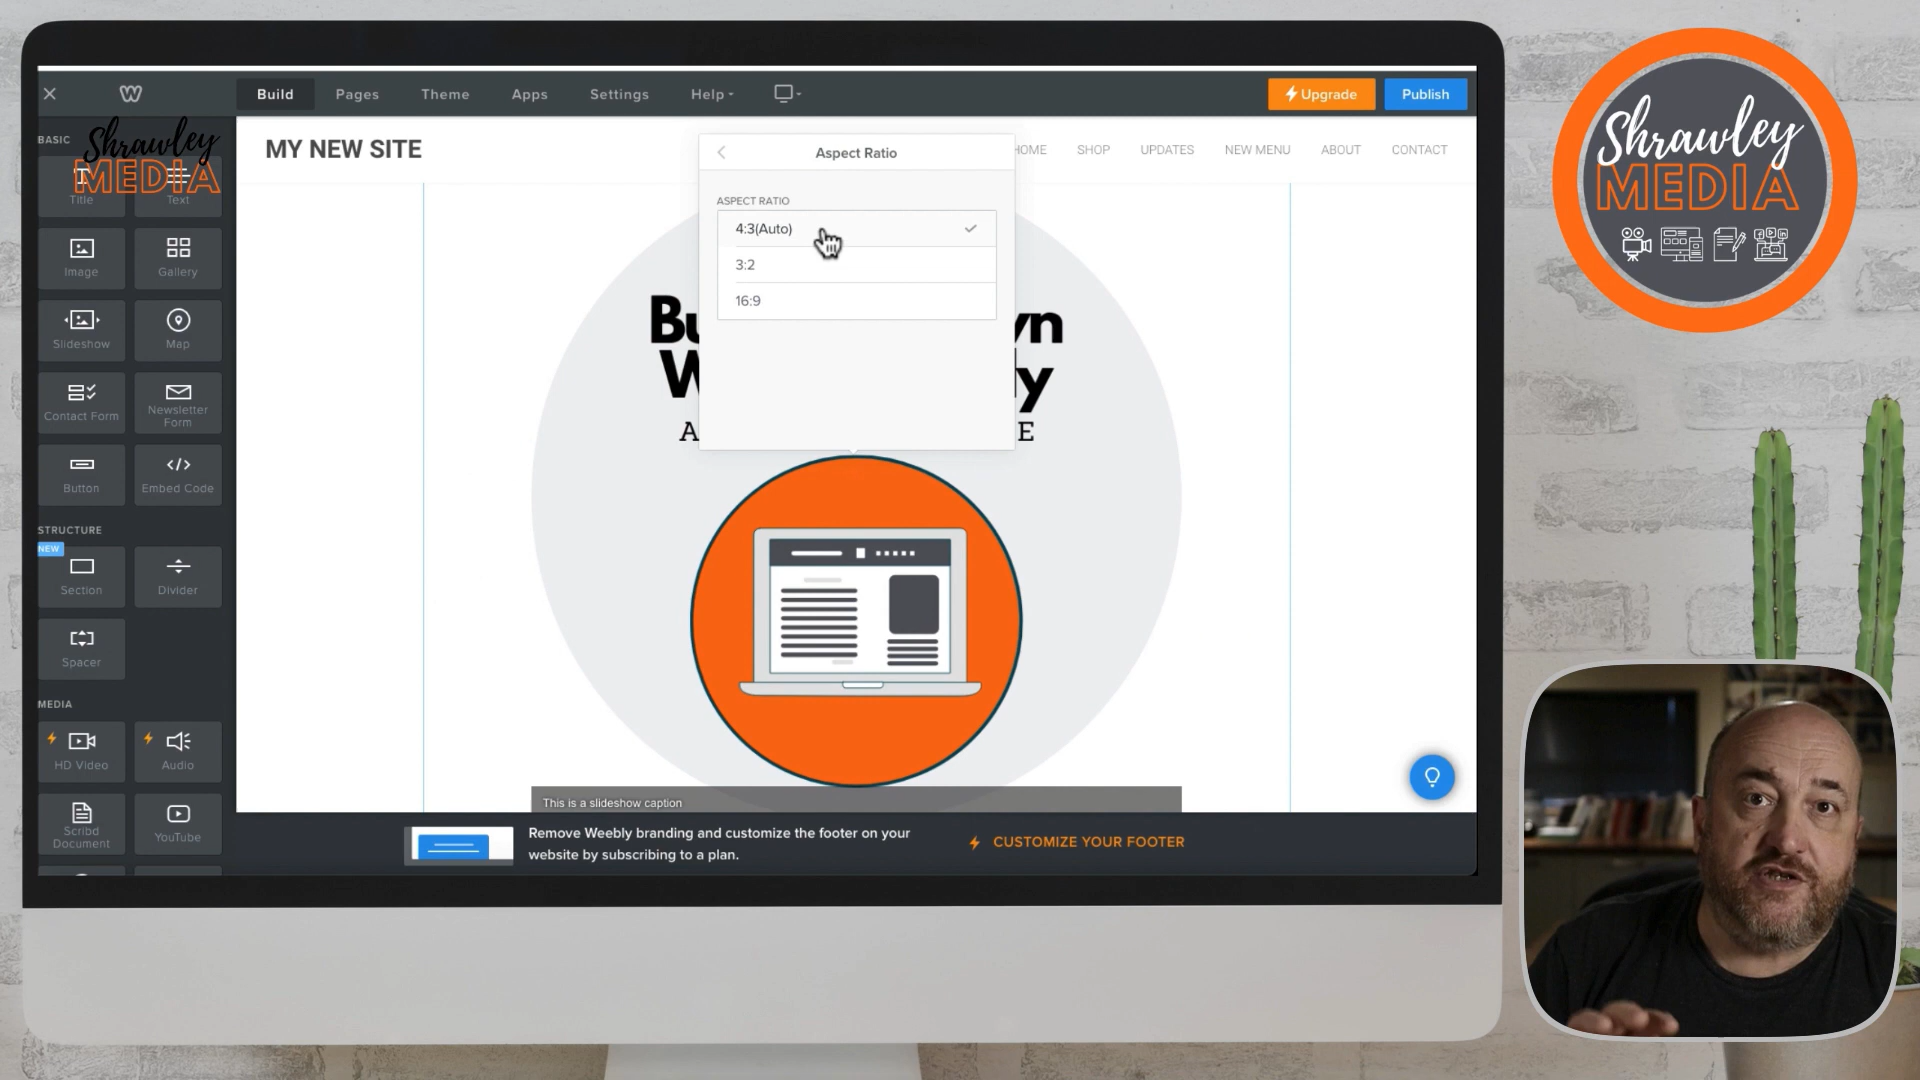 Build
Pages
Theme
Apps
Settings
Help
Upgrade
Publish
BASIC
Shrawley
MEDIA
Title
Text
Image
Gallery
Slideshow
Map
Contact Form
Newsletter
Form
Button
Embed Code
STRUCTURE
NEW
Section
Divider
Spacer
MEDIA
HD Video
Audio
Scribd
Document
YouTube
MY NEW SITE
HOME
SHOP
UPDATES
NEW MENU
ABOUT
CONTACT
Aspect Ratio
ASPECT RATIO
4:3(Auto)
3:2
16:9
This is a slideshow caption
Remove Weebly branding and customize the footer on your
website by subscribing to a plan.
CUSTOMIZE YOUR FOOTER
Shrawley
MEDIA